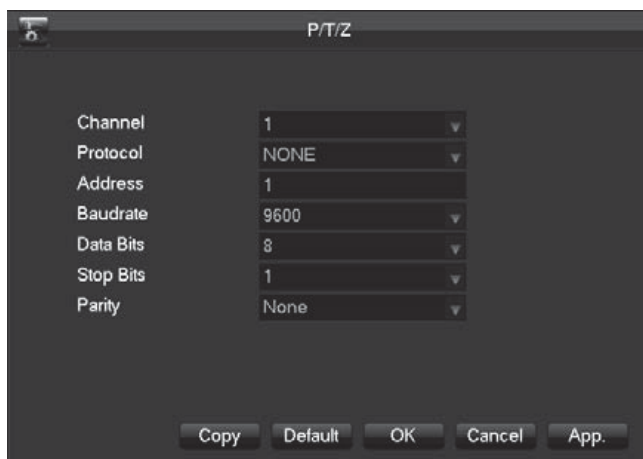 P/T/Z
Channel 1
Protocol NONE
Address 1
Baudrate 9600
Data Bits 8
Stop Bits 1
Parity None
Copy Default OK Cancel App.